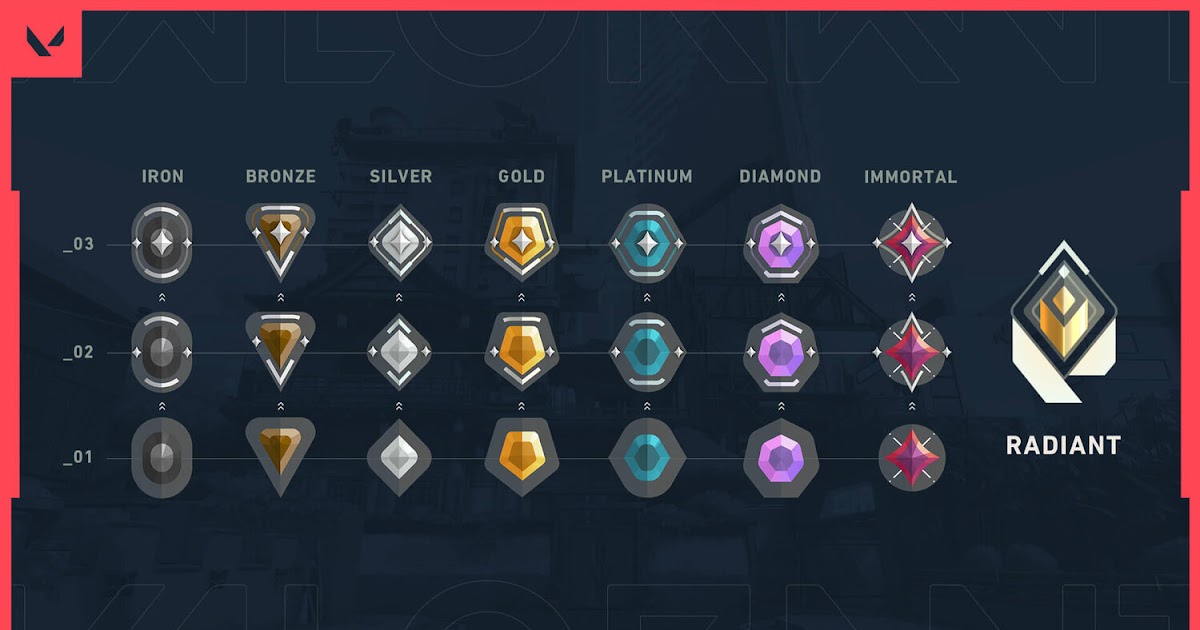 IRON BRONZE SILVER GOLD PLATINUM DIAMOND IMMORTAL
_03
_02
RADIANT
_01